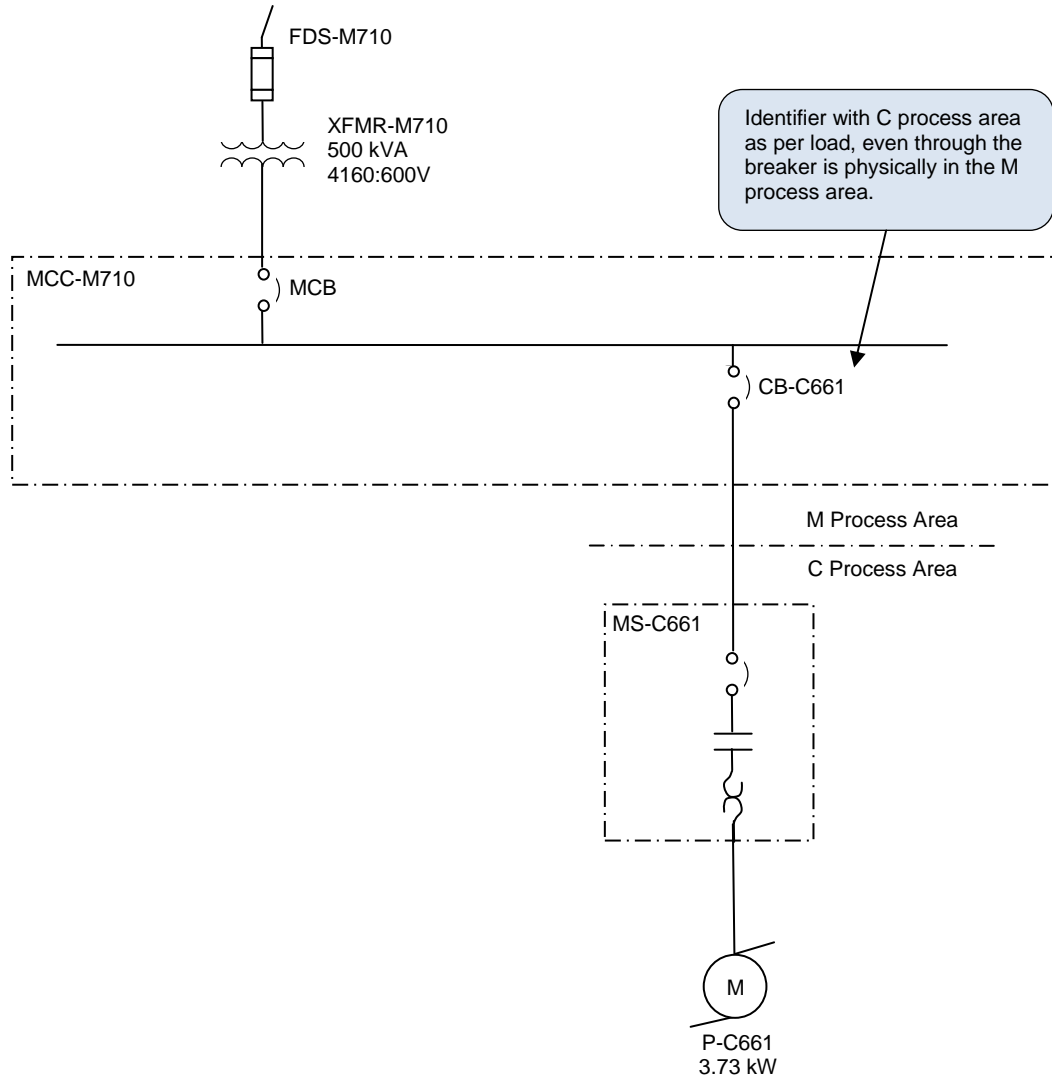 FDS-M710
XFMR-M710
500 kVA
4160:600V
Identifier with C process area
as per load, even through the
breaker is physically in the M
process area.
MCC-M710
MCB
CB-C661
M Process Area
C Process Area
MS-C661
M
P-C661
3.73 kW